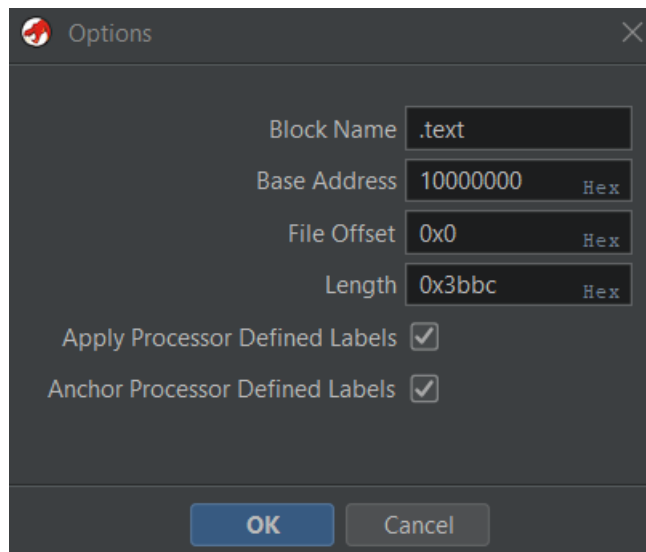 Options
Block Name .text
Base Address 10000000 Hex
File Offset 0x0 Hex
Length 0x3bbc Hex
Apply Processor Defined Labels
Anchor Processor Defined Labels
OK Cancel